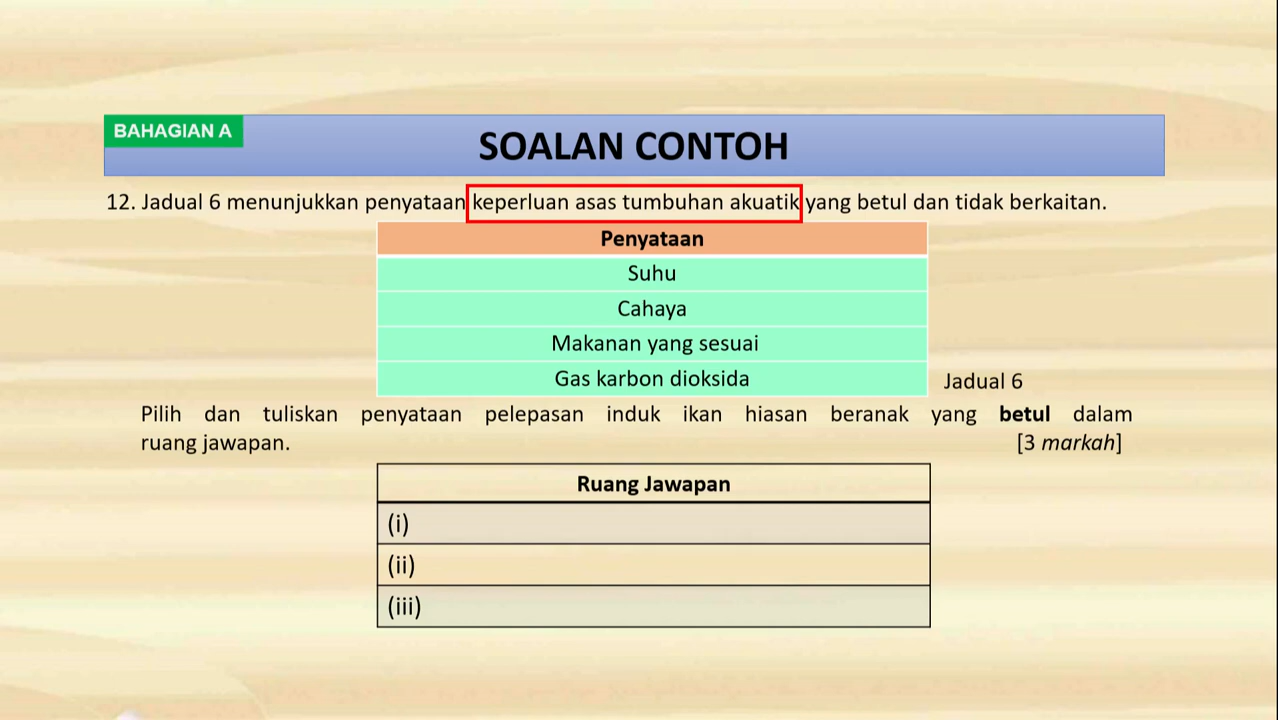 BAHAGIAN A
SOALAN CONTOH
12. Jadual 6 menunjukkan penyataan keperluan asas tumbuhan akuatik yang betul dan tidak berkaitan.
Penyataan
Suhu
Cahaya
Makanan yang sesuai
Gas karbon dioksida
Jadual 6
Pilih dan tuliskan penyataan pelepasan induk ikan hiasan beranak yang betul dalam
ruang jawapan. [3 markah]
Ruang Jawapan
(i)
(ii)
(iii)